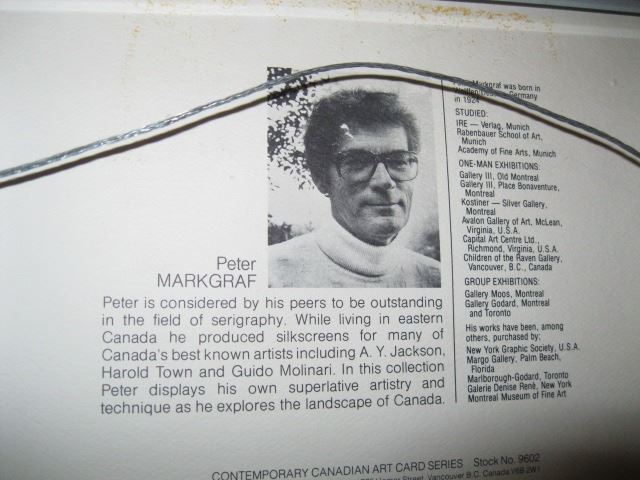 Peter
MARKGRAF
Peter is considered by his peers to be outstanding
in the field of serigraphy. While living in eastern
Canada he produced silkscreens for many of
Canada's best known artists including A. Y. Jackson,
Harold Town and Guido Molinari. In this collection
Peter displays his own superlative artistry and
technique as he explores the landscape of Canada.
Markgraf was born in
Germany
in 1924
STUDIED:
IRE — Verlag, Munich
Rabenbauer School of Art,
Munich
Academy of Fine Arts, Munich
ONE-MAN EXHIBITIONS:
Gallery III, Old Montreal
Gallery III, Place Bonaventure,
Montreal
Kostiner — Silver Gallery,
Montreal
Avalon Gallery of Art, McLean,
Virginia, U.S.A.
Capital Art Centre Ltd.,
Richmond, Virginia, U.S.A.
Children of the Raven Gallery,
Vancouver, B.C., Canada
GROUP EXHIBITIONS:
Gallery Moos, Montreal
Gallery Godard, Montreal
and Toronto
His works have been, among
others, purchased by:
New York Graphic Society, U.S.A.
Margo Gallery, Palm Beach,
Florida
Marlborough-Godard, Toronto
Galerie Denise René, New York
Montreal Museum of Fine Art
CONTEMPORARY CANADIAN ART CARD SERIES Stock No. 9602
Street, Vancouver B.C. Canada V6B 2W1